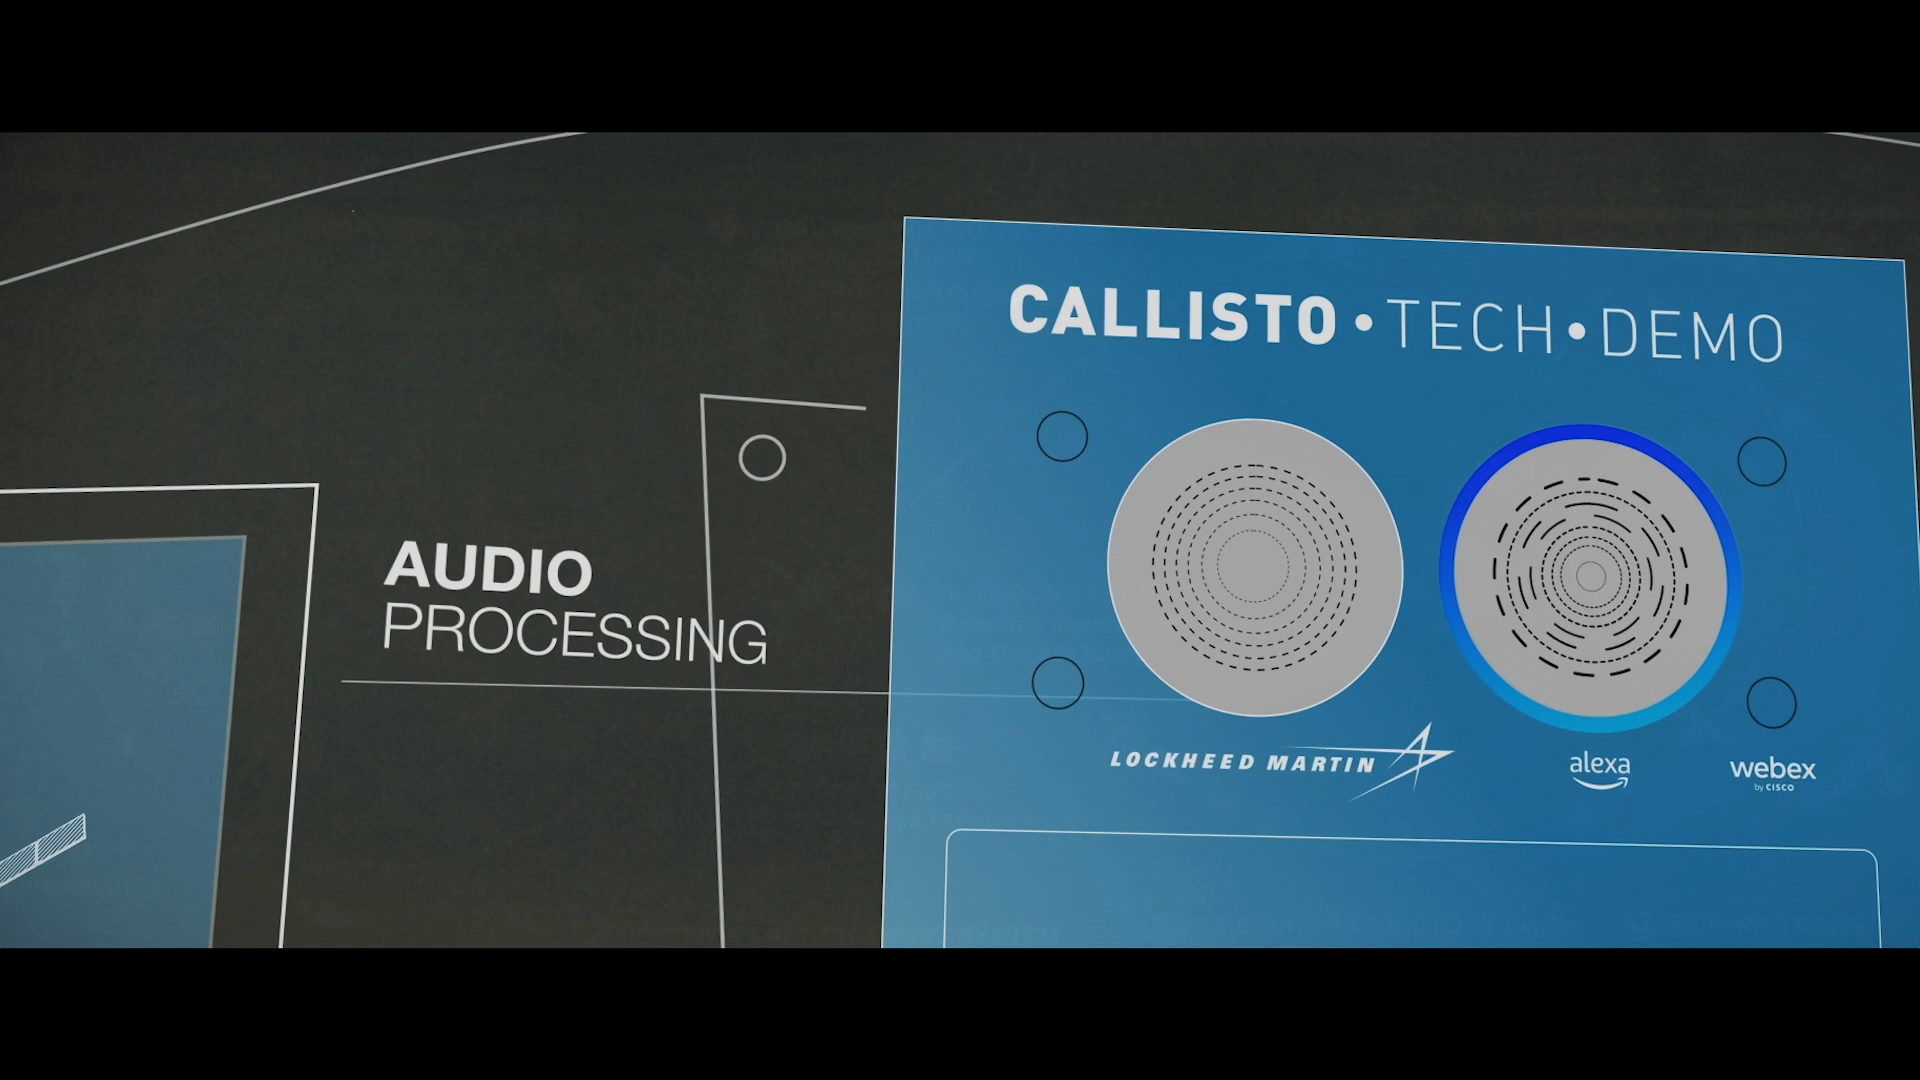 CALLISTO • TECH • DEMO
AUDIO
PROCESSING
LOCKHEED MARTIN
alexa
webex
by CISCO